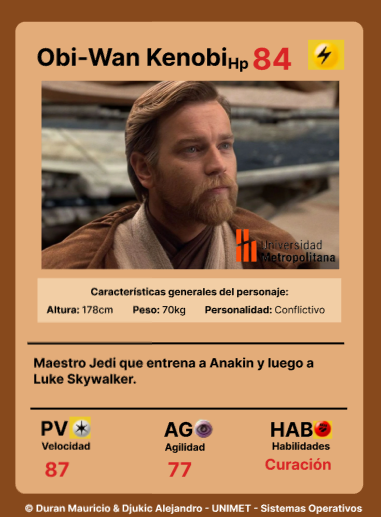 Obi-Wan Kenobi Hp 84
Universidad
Metropolitana
Características generales del personaje:
Altura: 178cm Peso: 70kg Personalidad: Conflictivo
Maestro Jedi que entrena a Anakin y luego a
Luke Skywalker.
PV AG HAB
Velocidad Agilidad Habilidades
87 77 Curación
© Duran Mauricio & Djukic Alejandro - UNIMET - Sistemas Operativos